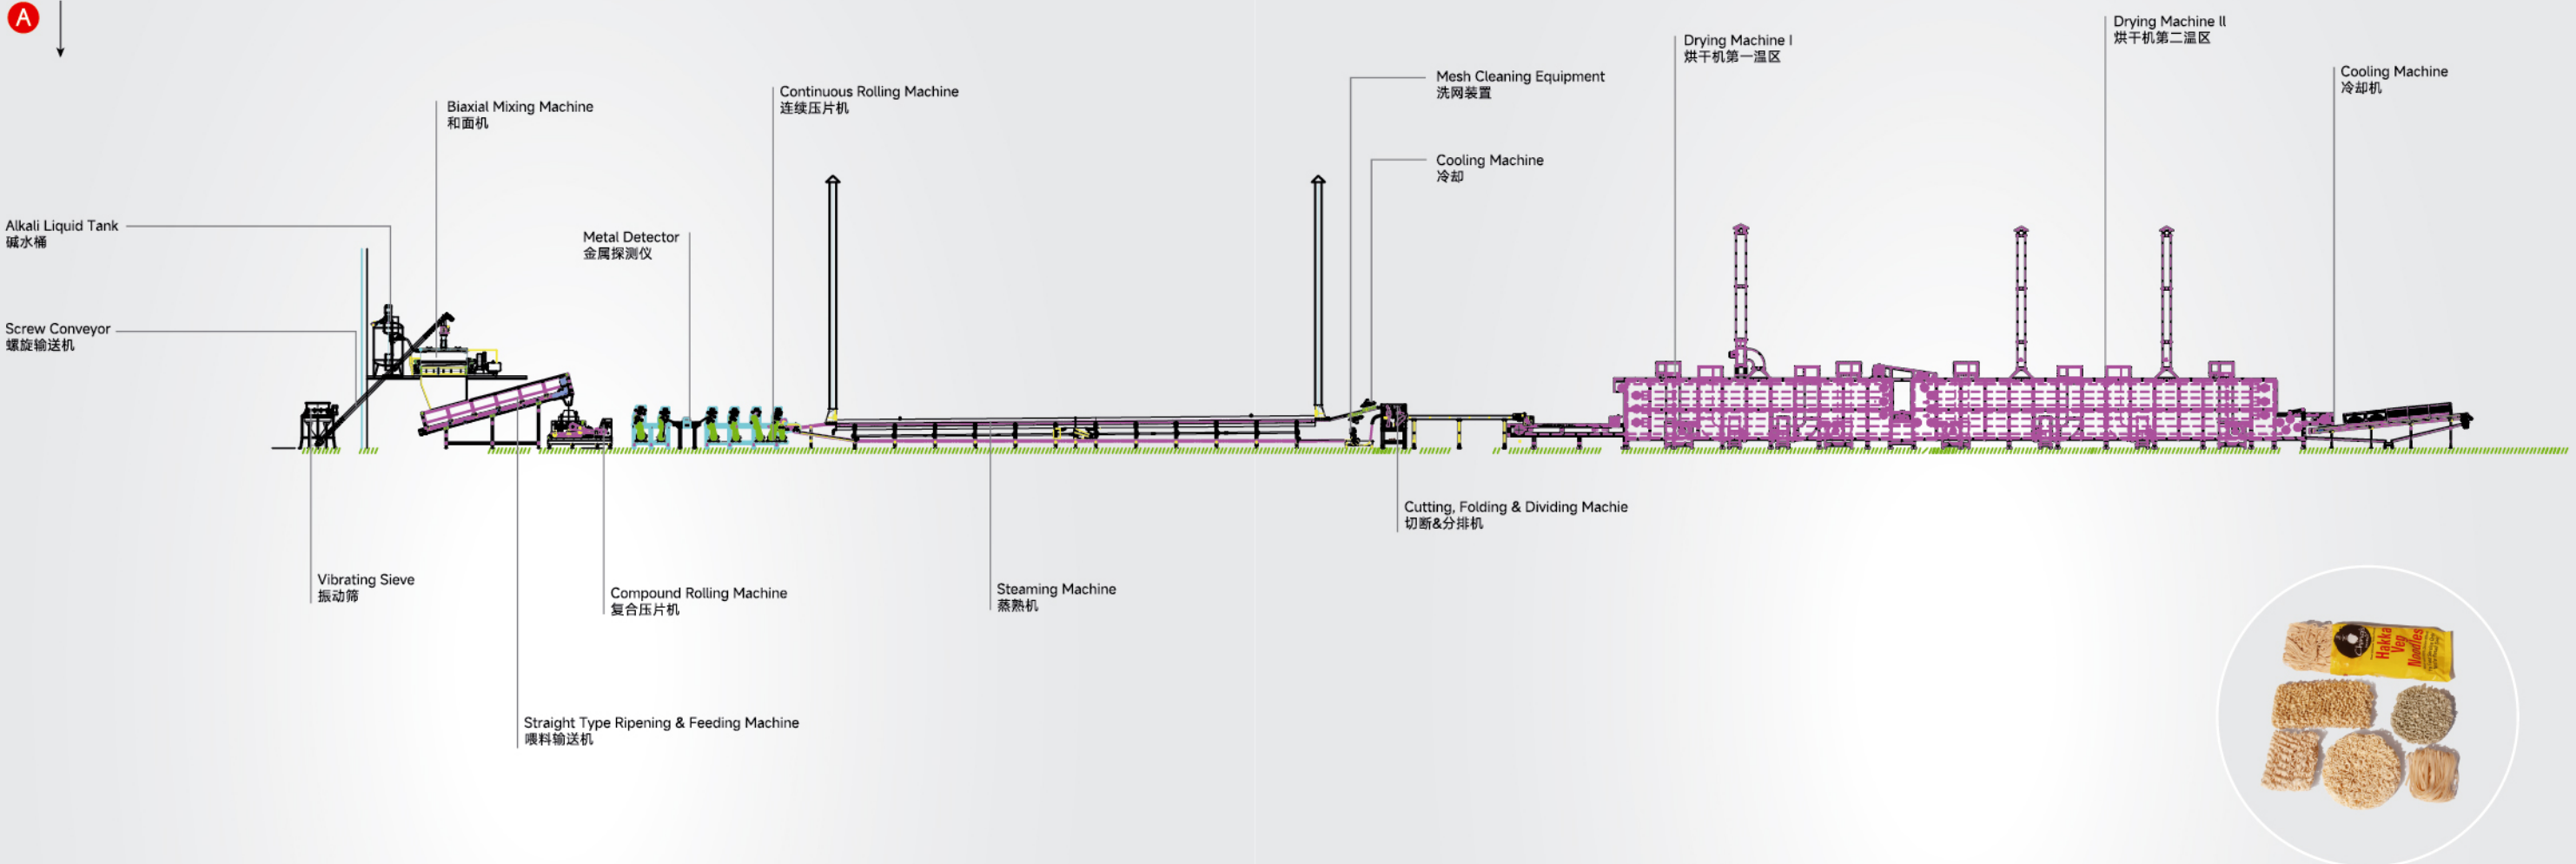 A
Drying Machine II
烘干机第二温区
Drying Machine I
烘干机第一温区
Cooling Machine
冷却机
Mesh Cleaning Equipment
洗网装置
Continuous Rolling Machine
连续压片机
Biaxial Mixing Machine
和面机
Cooling Machine
冷却
Alkali Liquid Tank
碱水桶
Metal Detector
金属探测仪
Screw Conveyor
螺旋输送机
Cutting, Folding & Dividing Machie
切断&分排机
Vibrating Sieve
振动筛
Compound Rolling Machine
复合压片机
Steaming Machine
蒸熟机
Straight Type Ripening & Feeding Machine
喂料输送机
Hakka
Veg
Noodles